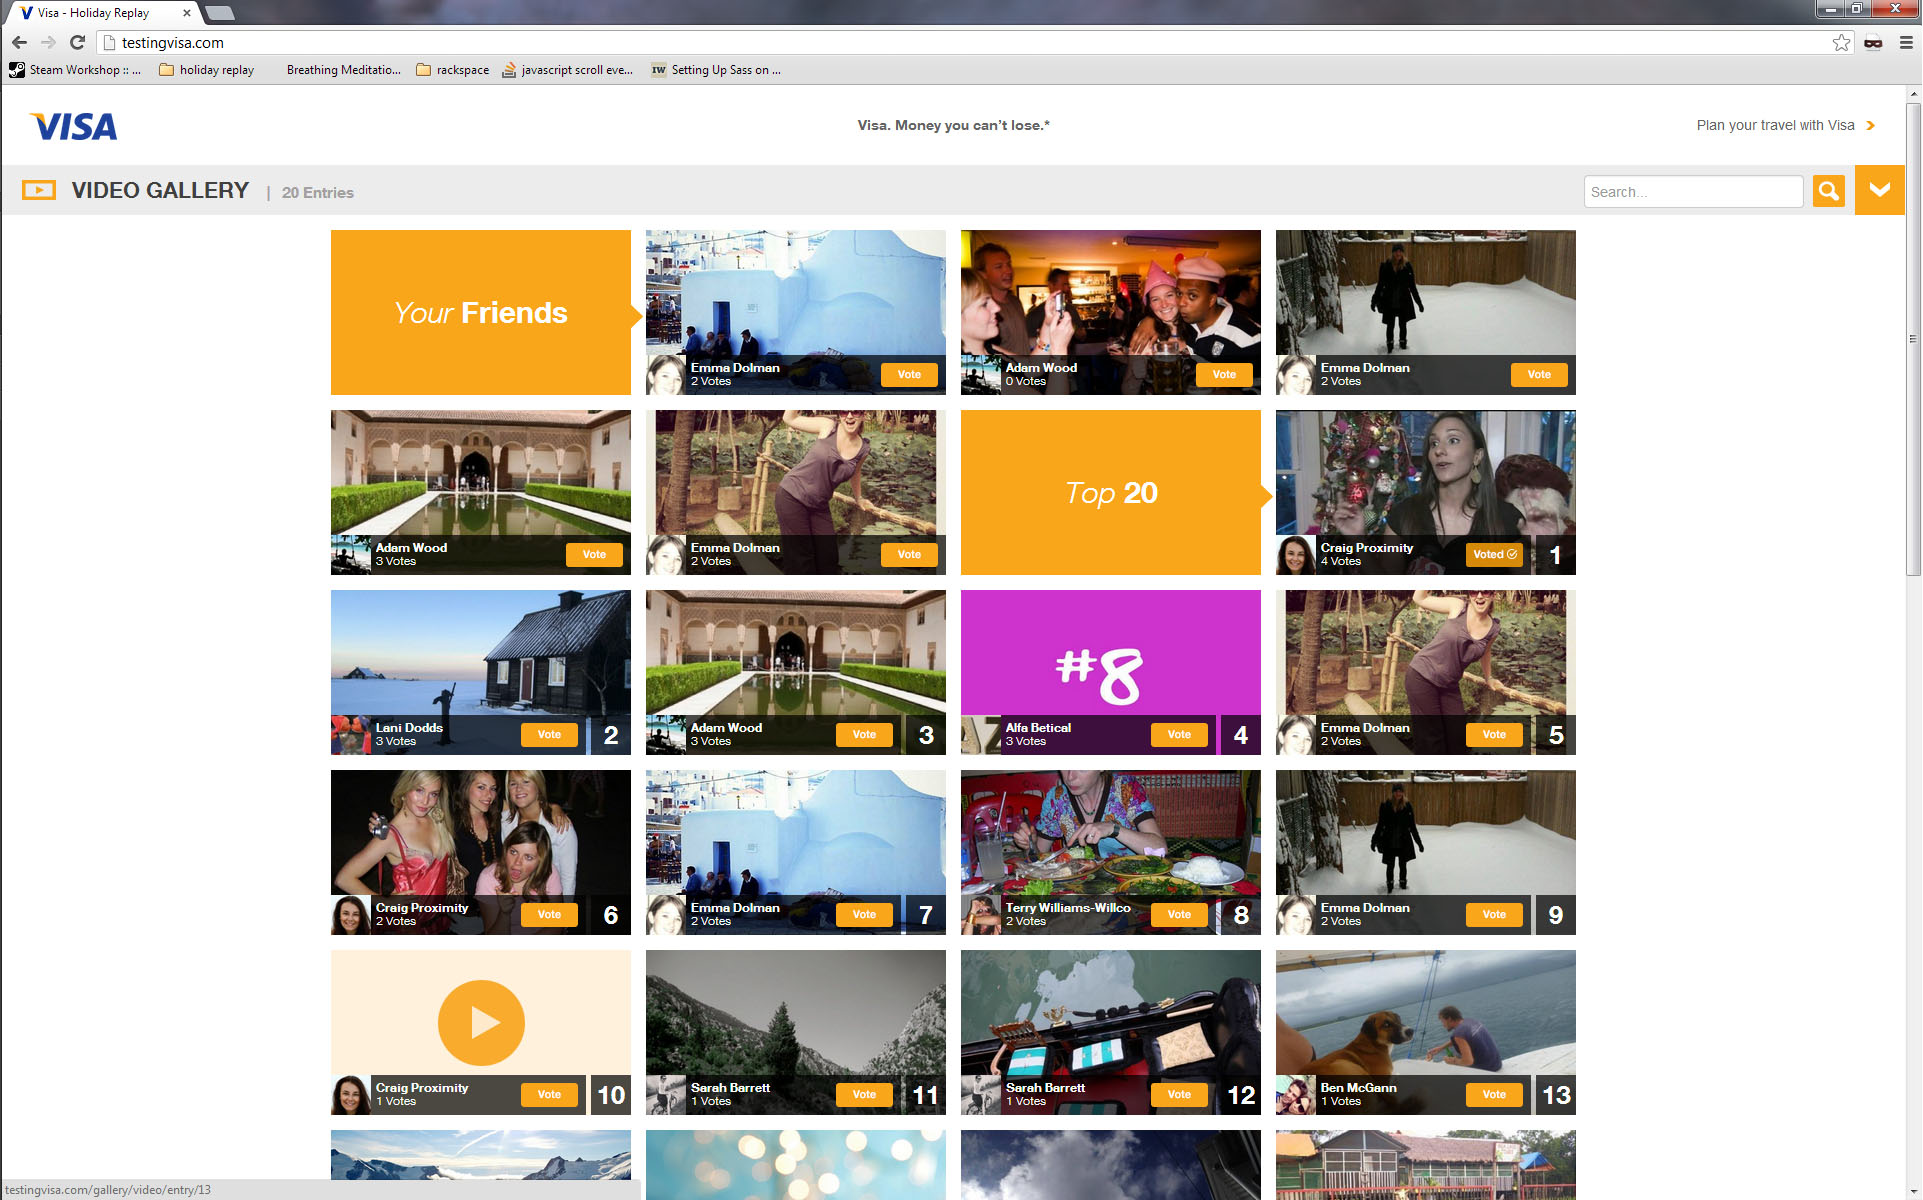 Visa - Holiday Replay
testingvisa.com
Steam Workshop :: ...
holiday replay
Breathing Meditatio...
rackspace
javascript scroll eve...
IW
Setting Up Sass on ...
VISA
Visa. Money you can't lose.*
Plan your travel with Visa
VIDEO GALLERY | 20 Entries
Search...
Your Friends
Emma Dolman
2 Votes
Vote
Adam Wood
0 Votes
Vote
Emma Dolman
2 Votes
Vote
Adam Wood
3 Votes
Vote
Emma Dolman
2 Votes
Vote
Top 20
Craig Proximity
4 Votes
Voted
1
Lani Dodds
3 Votes
Vote
2
Adam Wood
3 Votes
Vote
3
#8
Alfa Betical
3 Votes
Vote
4
Emma Dolman
2 Votes
Vote
5
Craig Proximity
2 Votes
Vote
6
Emma Dolman
2 Votes
Vote
7
Terry Williams-Willco
2 Votes
Vote
8
Emma Dolman
2 Votes
Vote
9
Craig Proximity
1 Votes
Vote
10
Sarah Barrett
1 Votes
Vote
11
Sarah Barrett
1 Votes
Vote
12
Ben McGann
1 Votes
Vote
13
testingvisa.com/gallery/video/entry/13